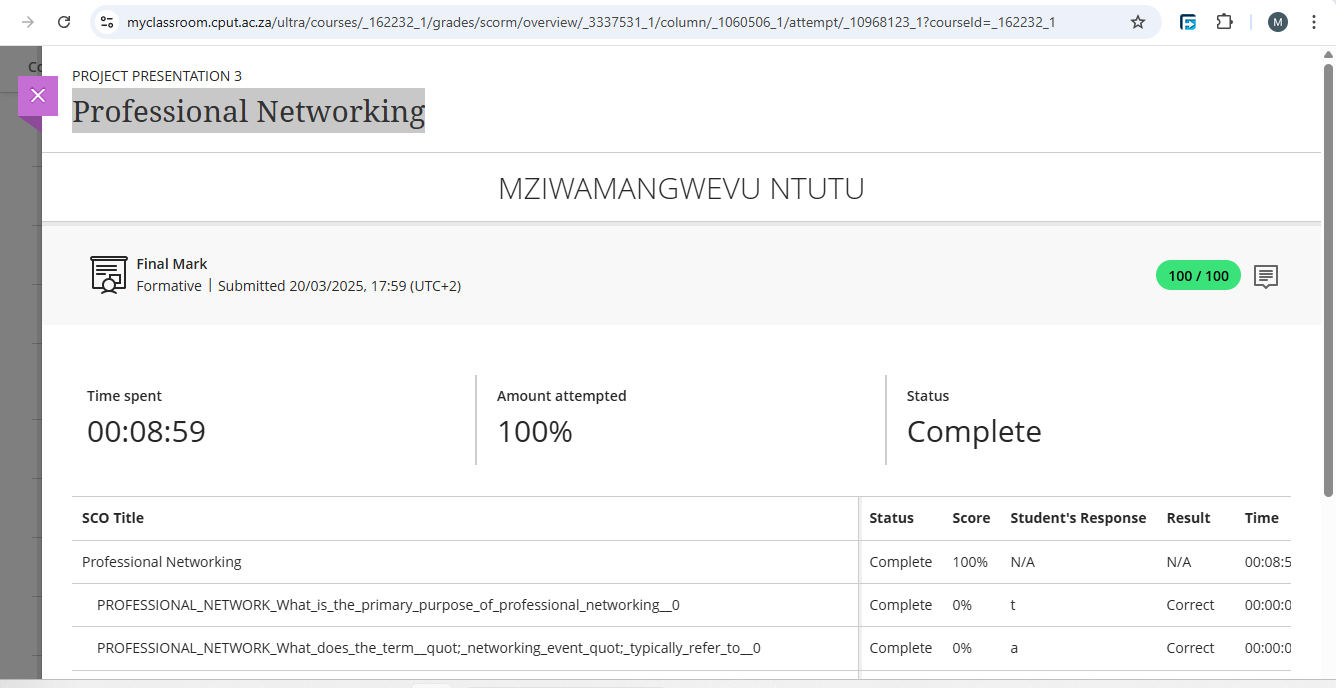 myclassroom.cput.ac.za/ultra/courses/_162232_1/grades/scorm/overview/_3337531_1/column/_1060506_1/attempt/_10968123_1?courseId=_162232_1
M
Co
PROJECT PRESENTATION 3
Professional Networking
MZIWAMANGWEVU NTUTU
Final Mark
Formative | Submitted 20/03/2025, 17:59 (UTC+2)
100 / 100
Time spent
00:08:59
Amount attempted
100%
Status
Complete
SCO Title Status Score Student's Response Result Time
Professional Networking Complete 100% N/A N/A 00:08:5
PROFESSIONAL_NETWORK_What_is_the_primary_purpose_of_professional_networking__0 Complete 0% t Correct 00:00:0
PROFESSIONAL_NETWORK_What_does_the_term__quot;_networking_event_quot;_typically_refer_to__0 Complete 0% a Correct 00:00:0